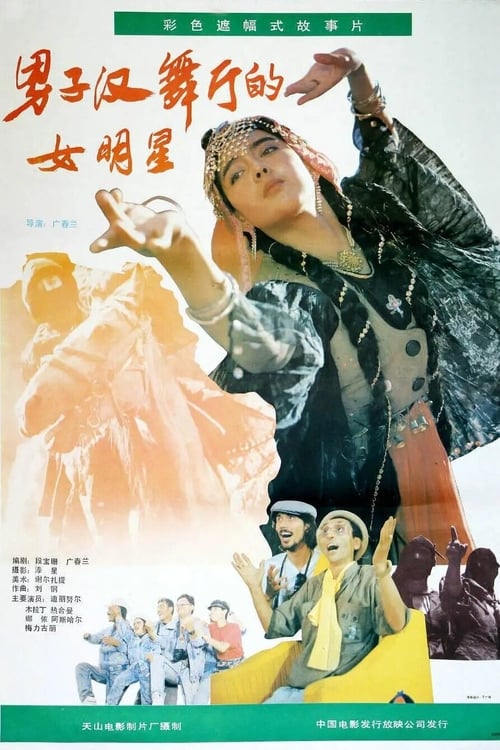 彩色遮幅式故事片
男子汉舞厅的
女明星
导演：广春兰
编剧：段宝珊 广春兰
摄影：漆星
美术：谢尔扎提
作曲：刘钢
主要演员：迪丽努尔
木拉丁 热合曼
娜依 阿斯哈尔
梅力古丽
天山电影制片厂摄制
中国电影发行放映公司发行